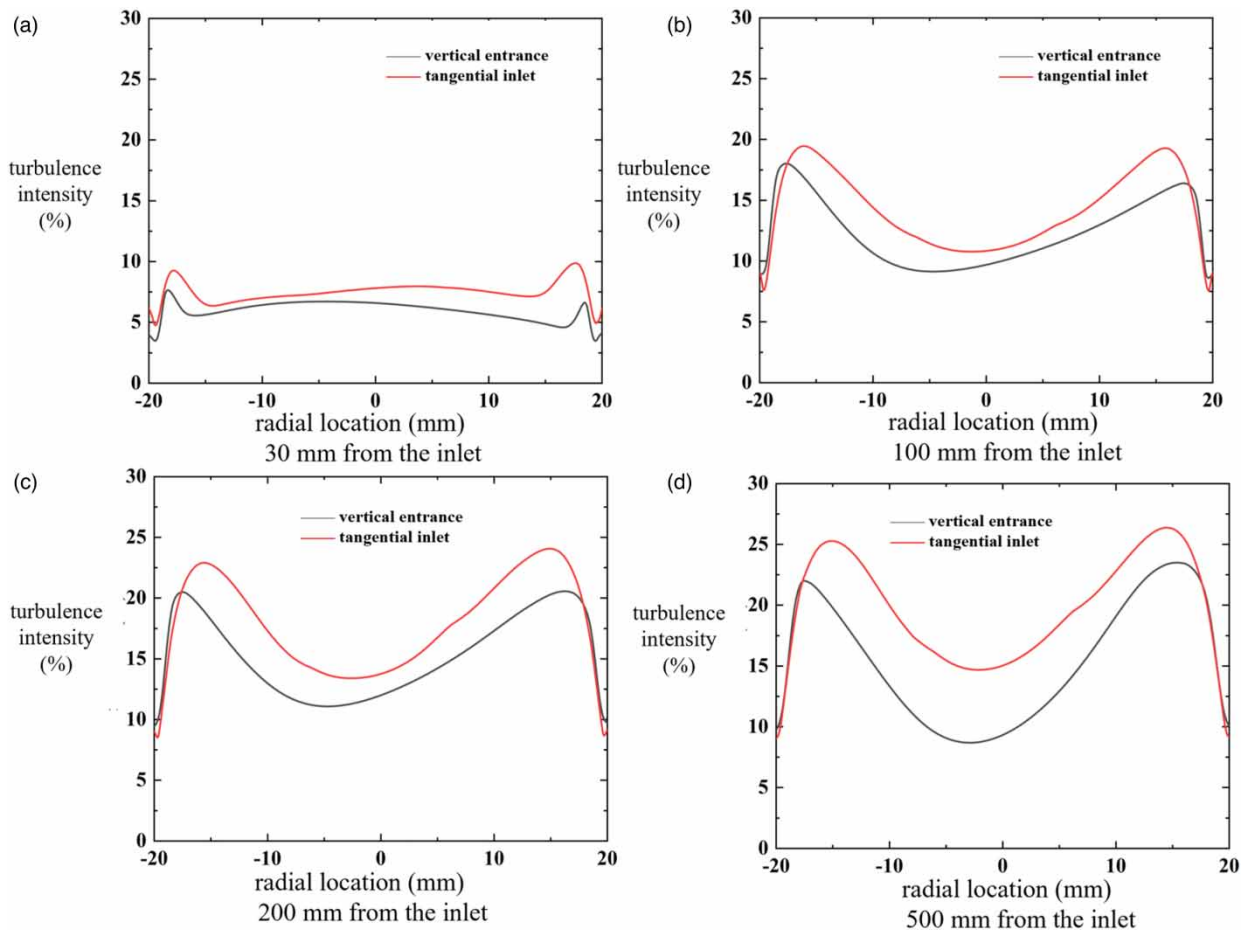 (a)
30
25
20
15
10
5
0
turbulence
intensity
(%)
vertical entrance
tangential inlet
-20 -10 0 10 20
radial location (mm)
30 mm from the inlet
(b)
30
25
20
15
10
5
0
turbulence
intensity
(%)
vertical entrance
tangential inlet
-20 -10 0 10 20
radial location (mm)
100 mm from the inlet
(c)
30
25
20
15
10
5
0
turbulence
intensity
(%)
vertical entrance
tangential inlet
-20 -10 0 10 20
radial location (mm)
200 mm from the inlet
(d)
30
25
20
15
10
5
0
turbulence
intensity
(%)
vertical entrance
tangential inlet
-20 -10 0 10 20
radial location (mm)
500 mm from the inlet